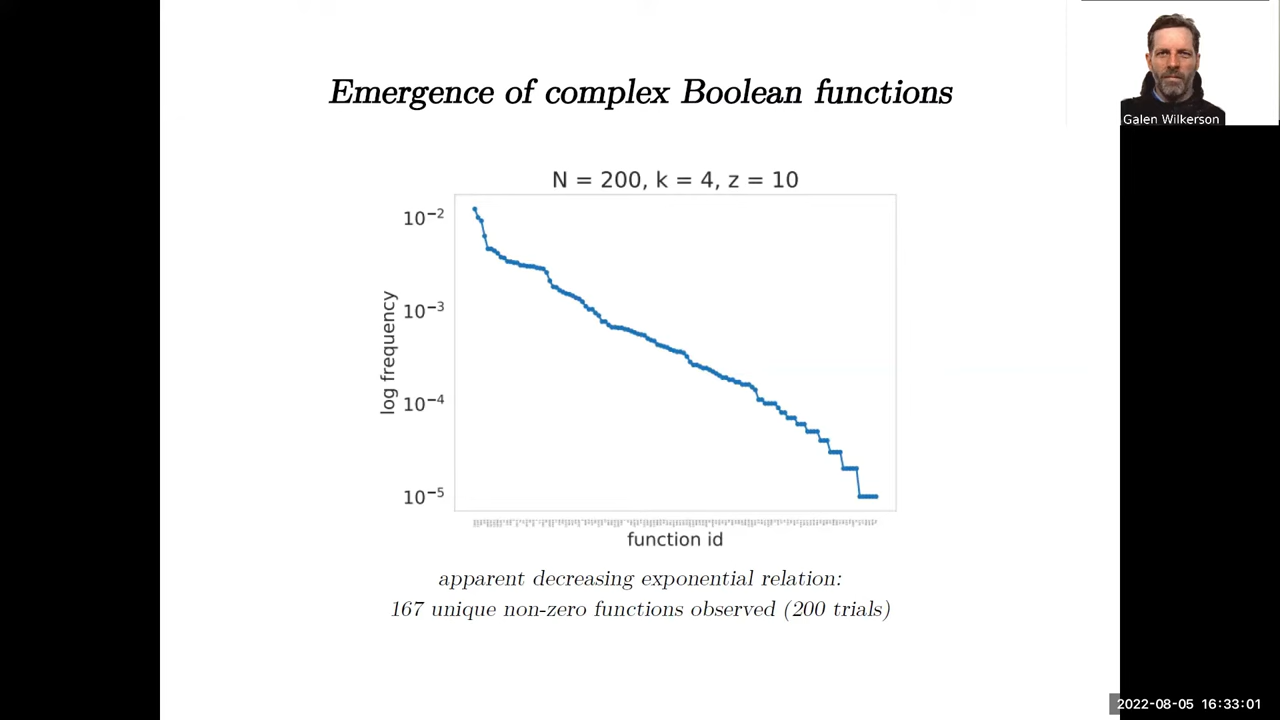 Emergence of complex Boolean functions
Galen Wilkerson
N = 200, k = 4, z = 10
10−2
10−3
10−4
10−5
log frequency
function id
apparent decreasing exponential relation:
167 unique non-zero functions observed (200 trials)
2022-08-05 16:33:01